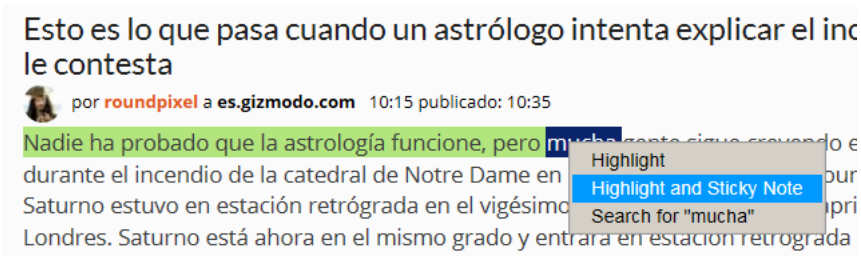 Esto es lo que pasa cuando un astrólogo intenta explicar el
le contesta
por roundpixel a es.gizmodo.com 10:15 publicado: 10:35
Nadie ha probado que la astrología funcione, pero mucha gente sigue creyendo
durante el incendio de la catedral de Notre Dame en
Saturno estuvo en estación retrógrada en el vigésimo
Londres. Saturno está ahora en el mismo grado y entrará en estación retrógrada
Highlight
Highlight and Sticky Note
Search for "mucha"